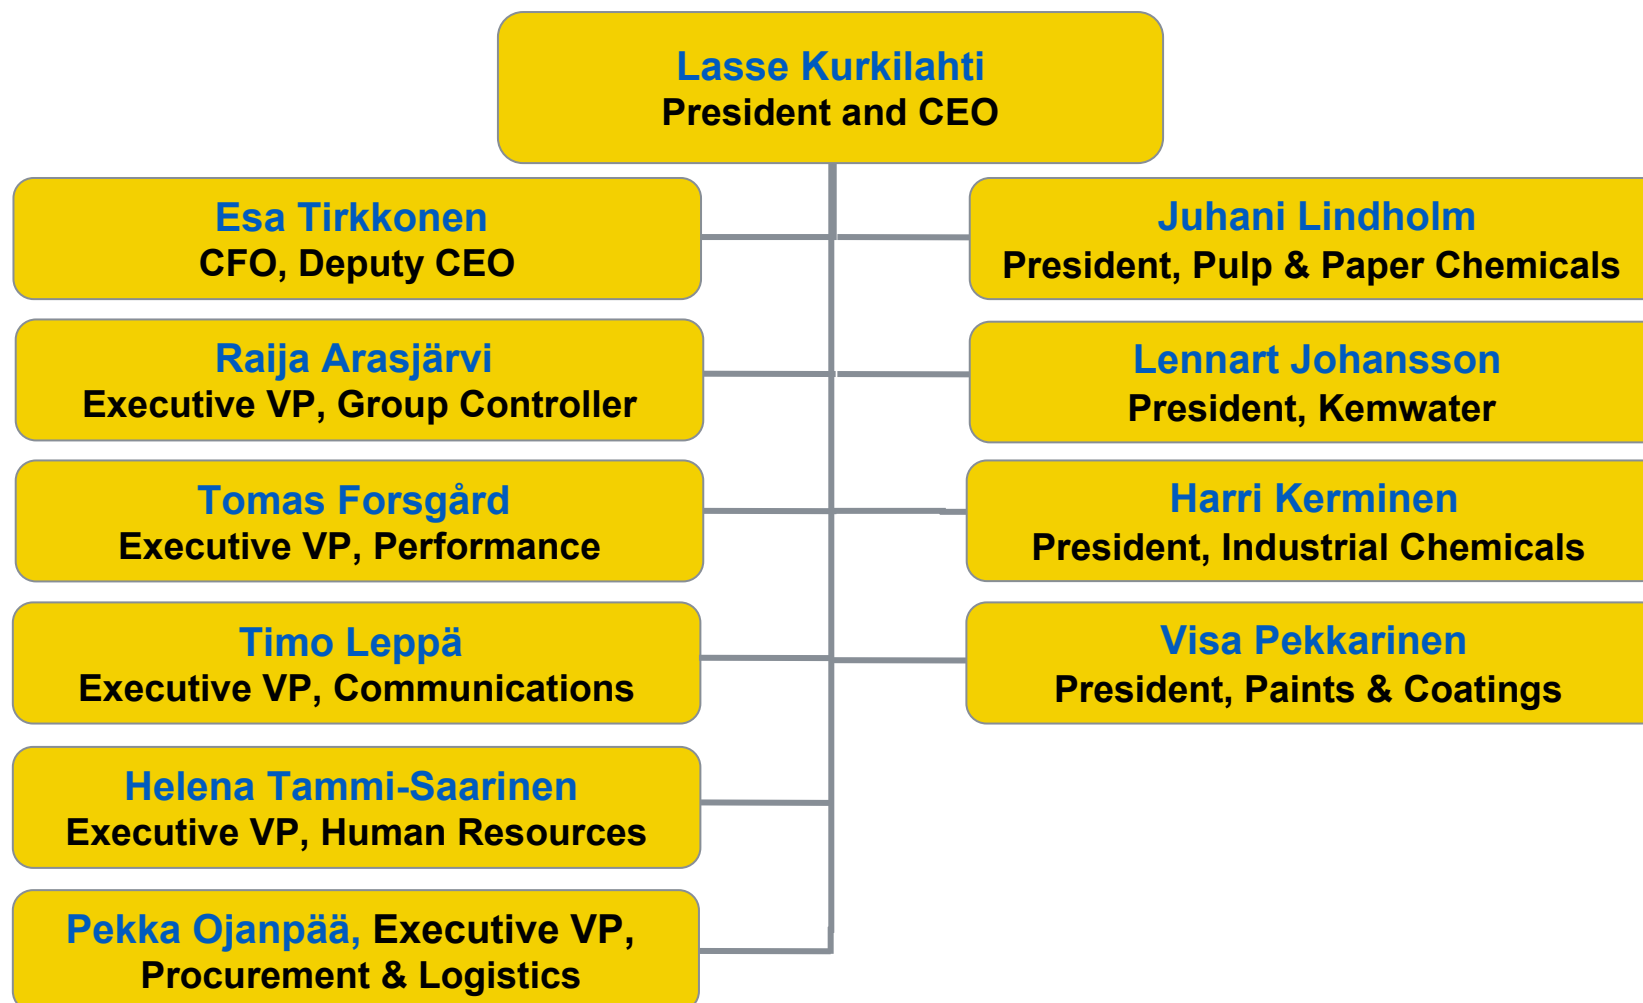 Lasse Kurkilahti
President and CEO
Esa Tirkkonen
CFO, Deputy CEO
Raija Arasjärvi
Executive VP, Group Controller
Tomas Forsgård
Executive VP, Performance
Timo Leppä
Executive VP, Communications
Helena Tammi-Saarinen
Executive VP, Human Resources
Pekka Ojanpää, Executive VP,
Procurement & Logistics
Juhani Lindholm
President, Pulp & Paper Chemicals
Lennart Johansson
President, Kemwater
Harri Kerminen
President, Industrial Chemicals
Visa Pekkarinen
President, Paints & Coatings